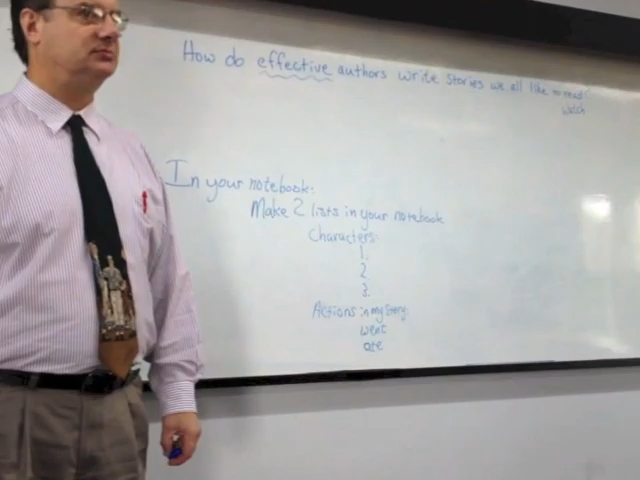 How do effective authors write stories we all like to read?
watch
In your notebook:
Make 2 lists in your notebook
Characters:
1.
2.
3.
Actions in my story:
went
ate